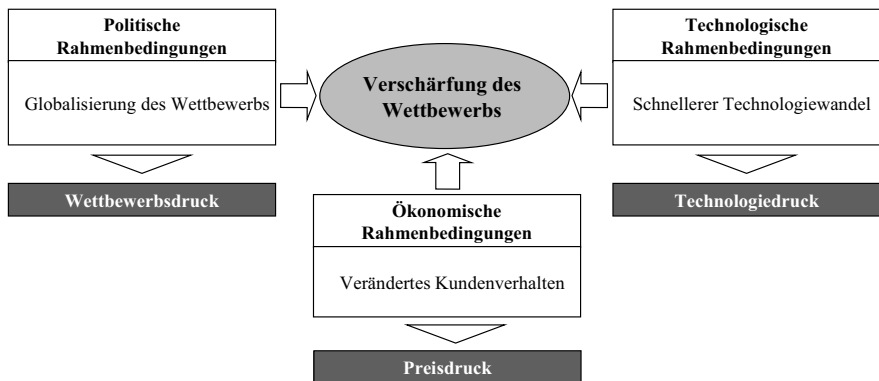 Politische
Rahmenbedingungen
Globalisierung des Wettbewerbs
Wettbewerbsdruck
Verschärfung des
Wettbewerbs
Technologische
Rahmenbedingungen
Schnellerer Technologiewandel
Technologiedruck
Ökonomische
Rahmenbedingungen
Verändertes Kundenverhalten
Preisdruck